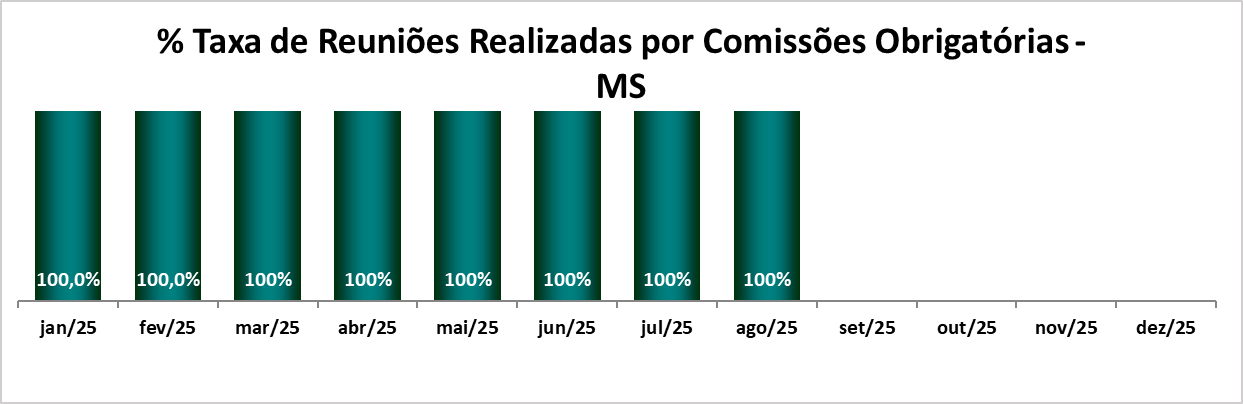 % Taxa de Reuniões Realizadas por Comissões Obrigatórias -
MS
100,0% 100,0% 100% 100% 100% 100% 100% 100%
jan/25 fev/25 mar/25 abr/25 mai/25 jun/25 jul/25 ago/25 set/25 out/25 nov/25 dez/25